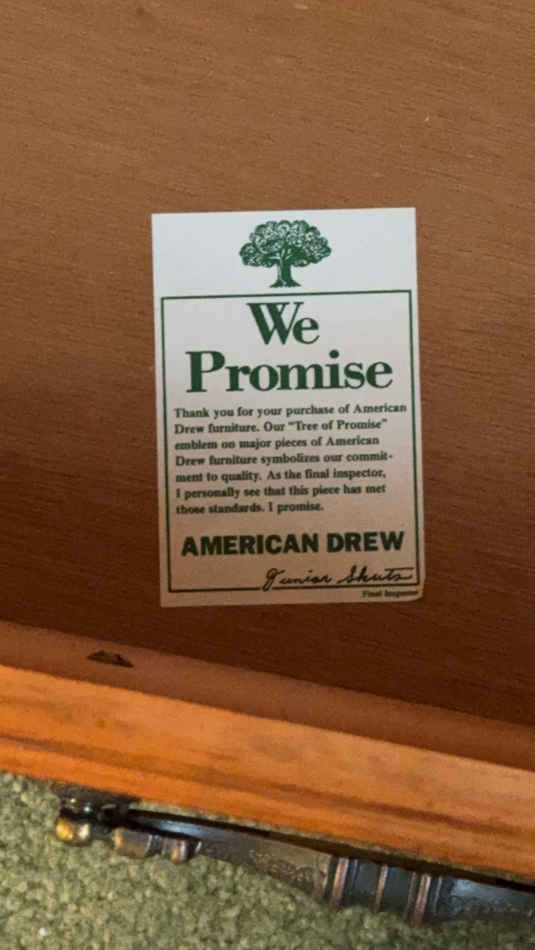 We
Promise
Thank you for your purchase of American
Drew furniture. Our "Tree of Promise"
emblem on major pieces of American
Drew furniture symbolizes our commit-
ment to quality. As the final inspector,
I personally see that this piece has met
those standards. I promise.
AMERICAN DREW
Junior Shuts
Final Inspector